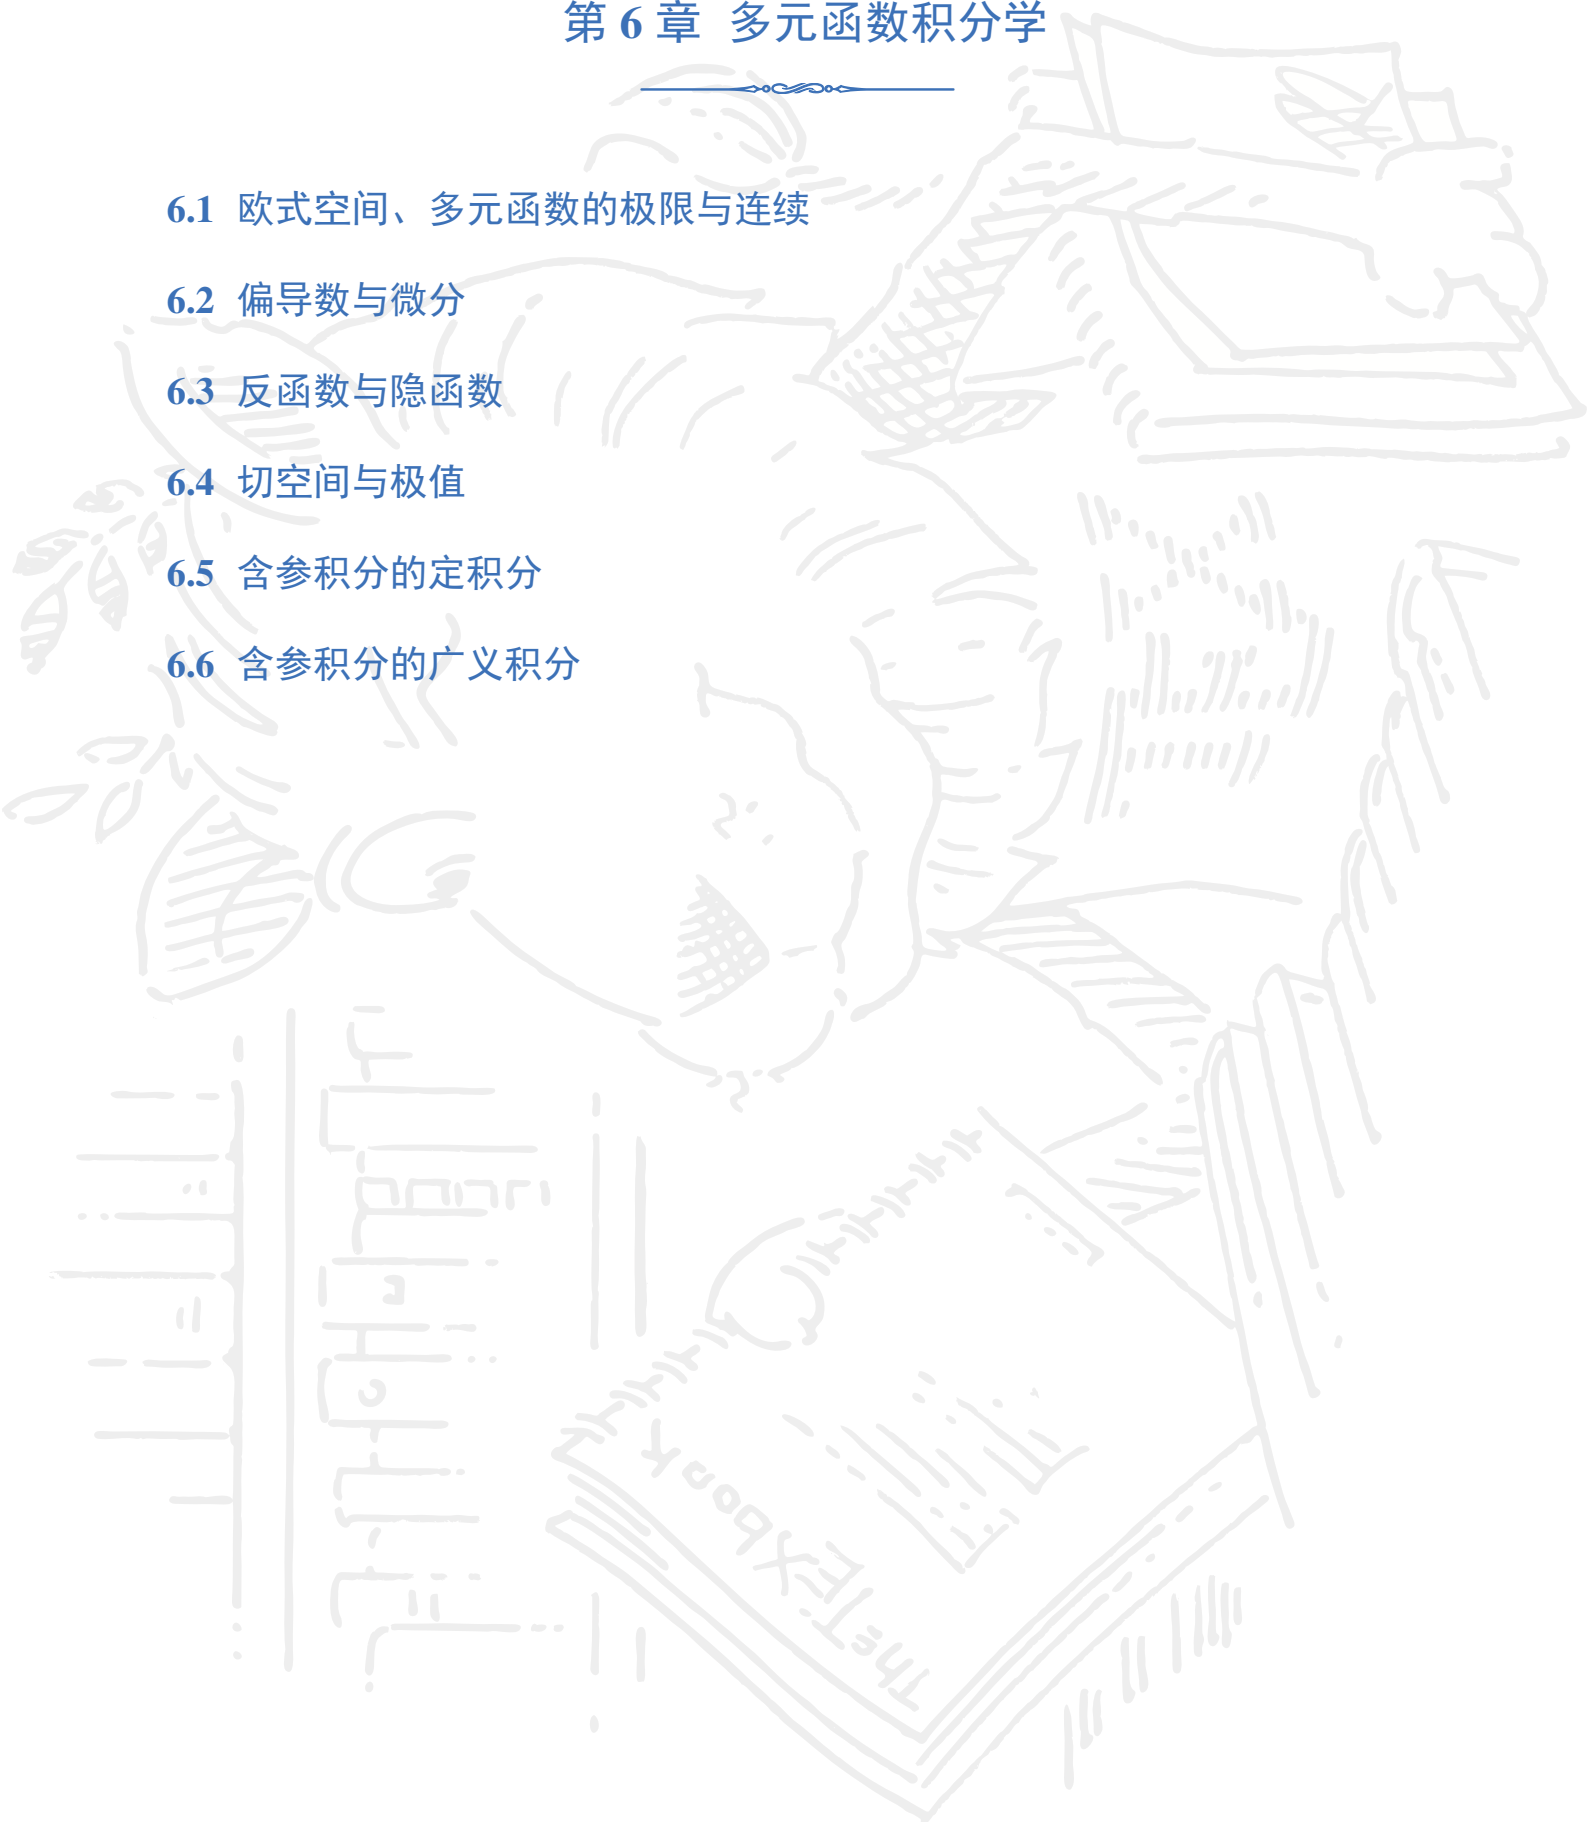 第 6 章 多元函数积分学
6.1 欧式空间、多元函数的极限与连续
6.2 偏导数与微分
6.3 反函数与隐函数
6.4 切空间与极值
6.5 含参积分的定积分
6.6 含参积分的广义积分
The TEXbook